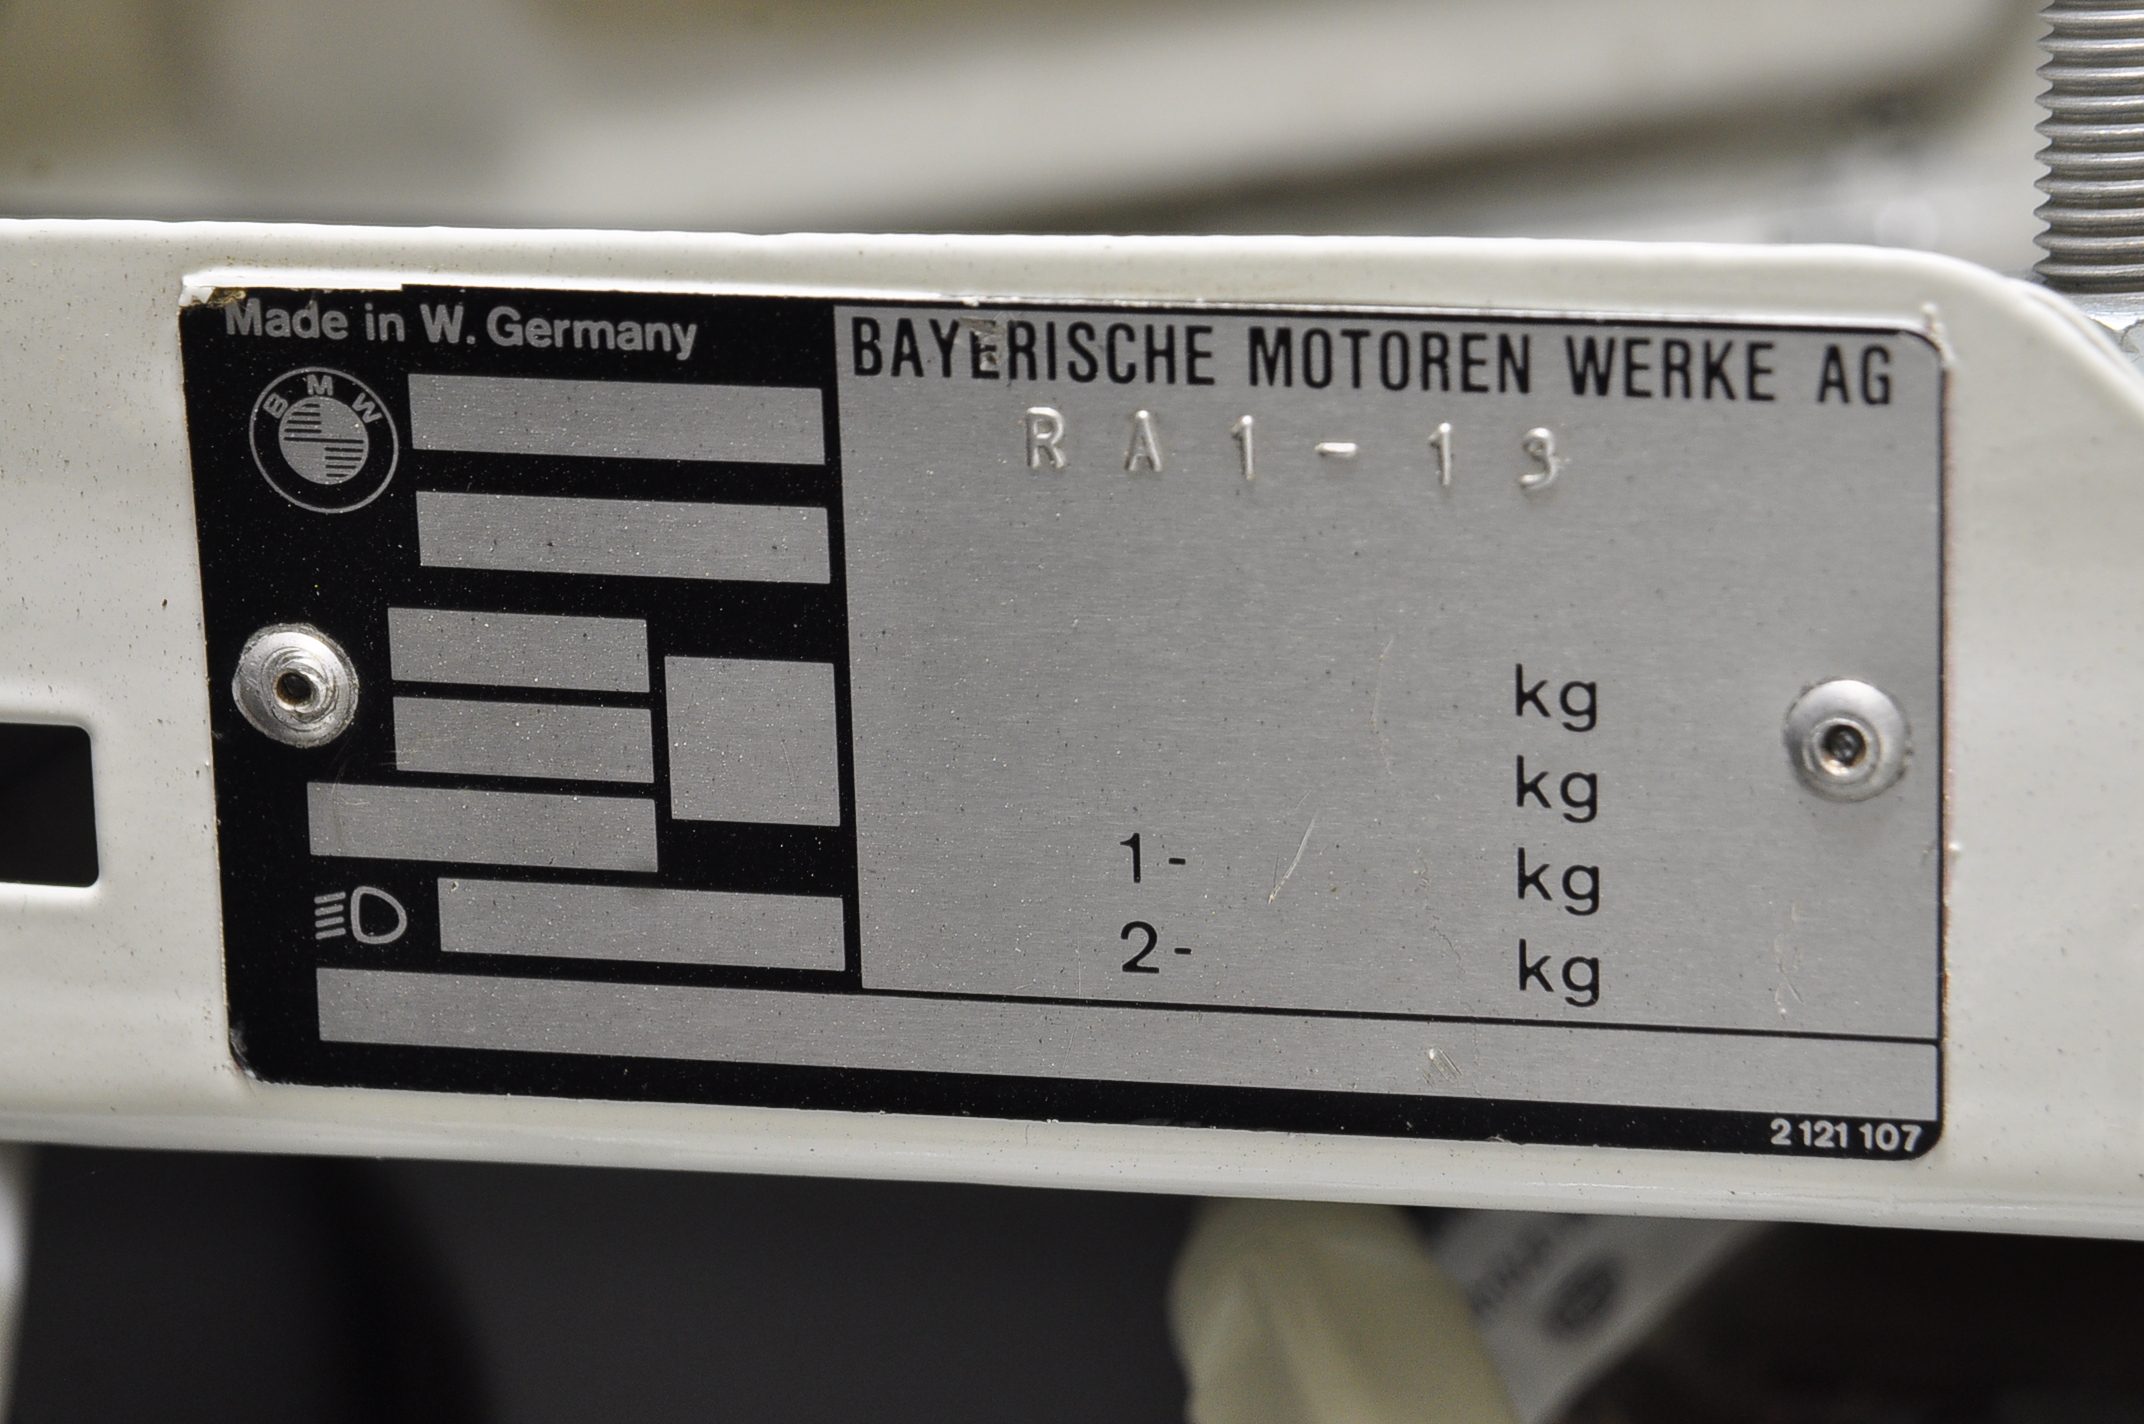 Made in W. Germany
BMW
BAYERISCHE MOTOREN WERKE AG
RA1-13
kg
kg
1- kg
2- kg
2 121 107